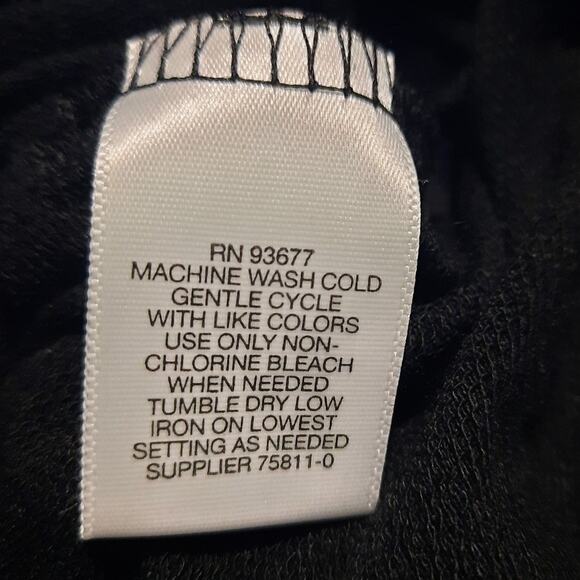 RN 93677
MACHINE WASH COLD
GENTLE CYCLE
WITH LIKE COLORS
USE ONLY NON-
CHLORINE BLEACH
WHEN NEEDED
TUMBLE DRY LOW
IRON ON LOWEST
SETTING AS NEEDED
SUPPLIER 75811-0